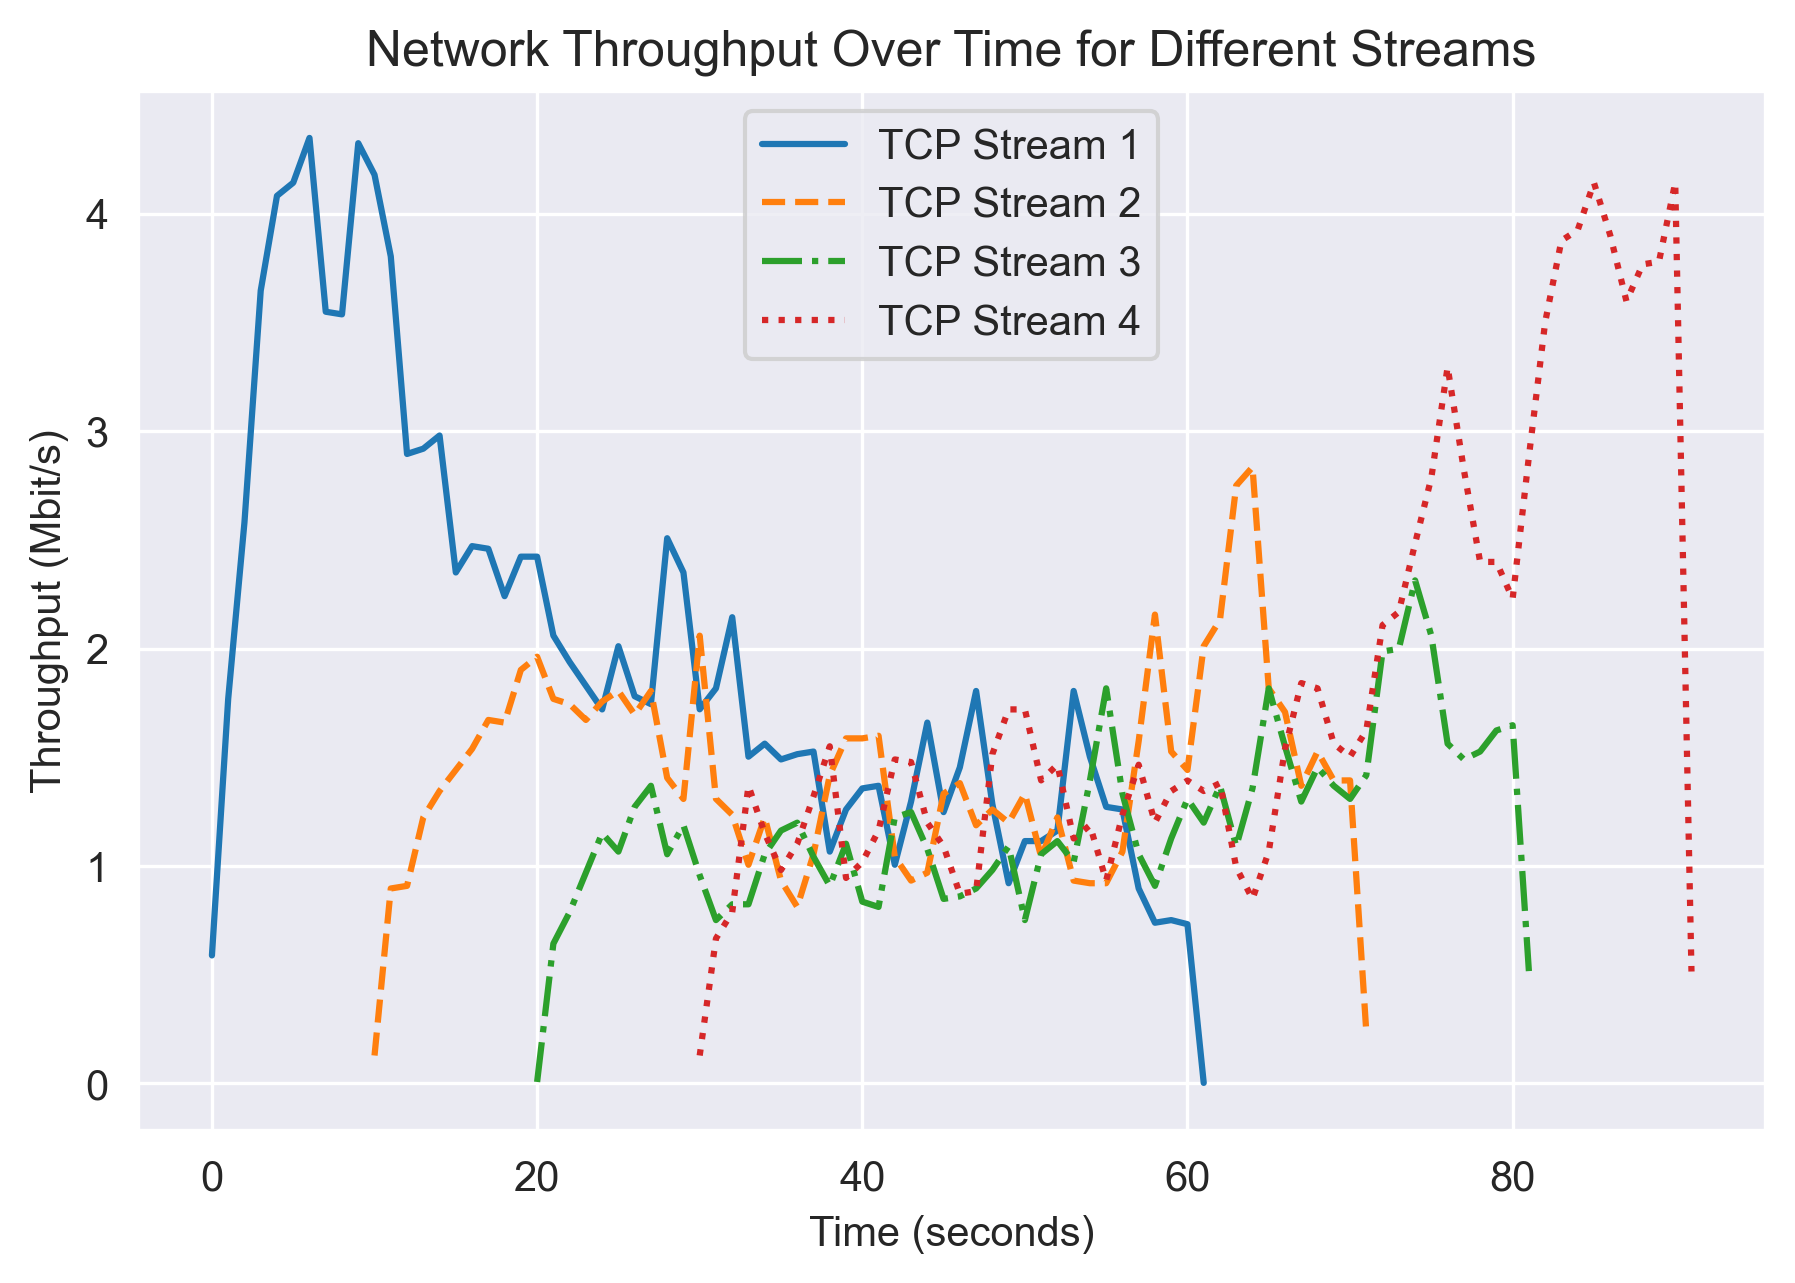 Network Throughput Over Time for Different Streams
TCP Stream 1
TCP Stream 2
TCP Stream 3
TCP Stream 4
Throughput (Mbit/s)
4
3
2
1
0
0 20 40 60 80
Time (seconds)